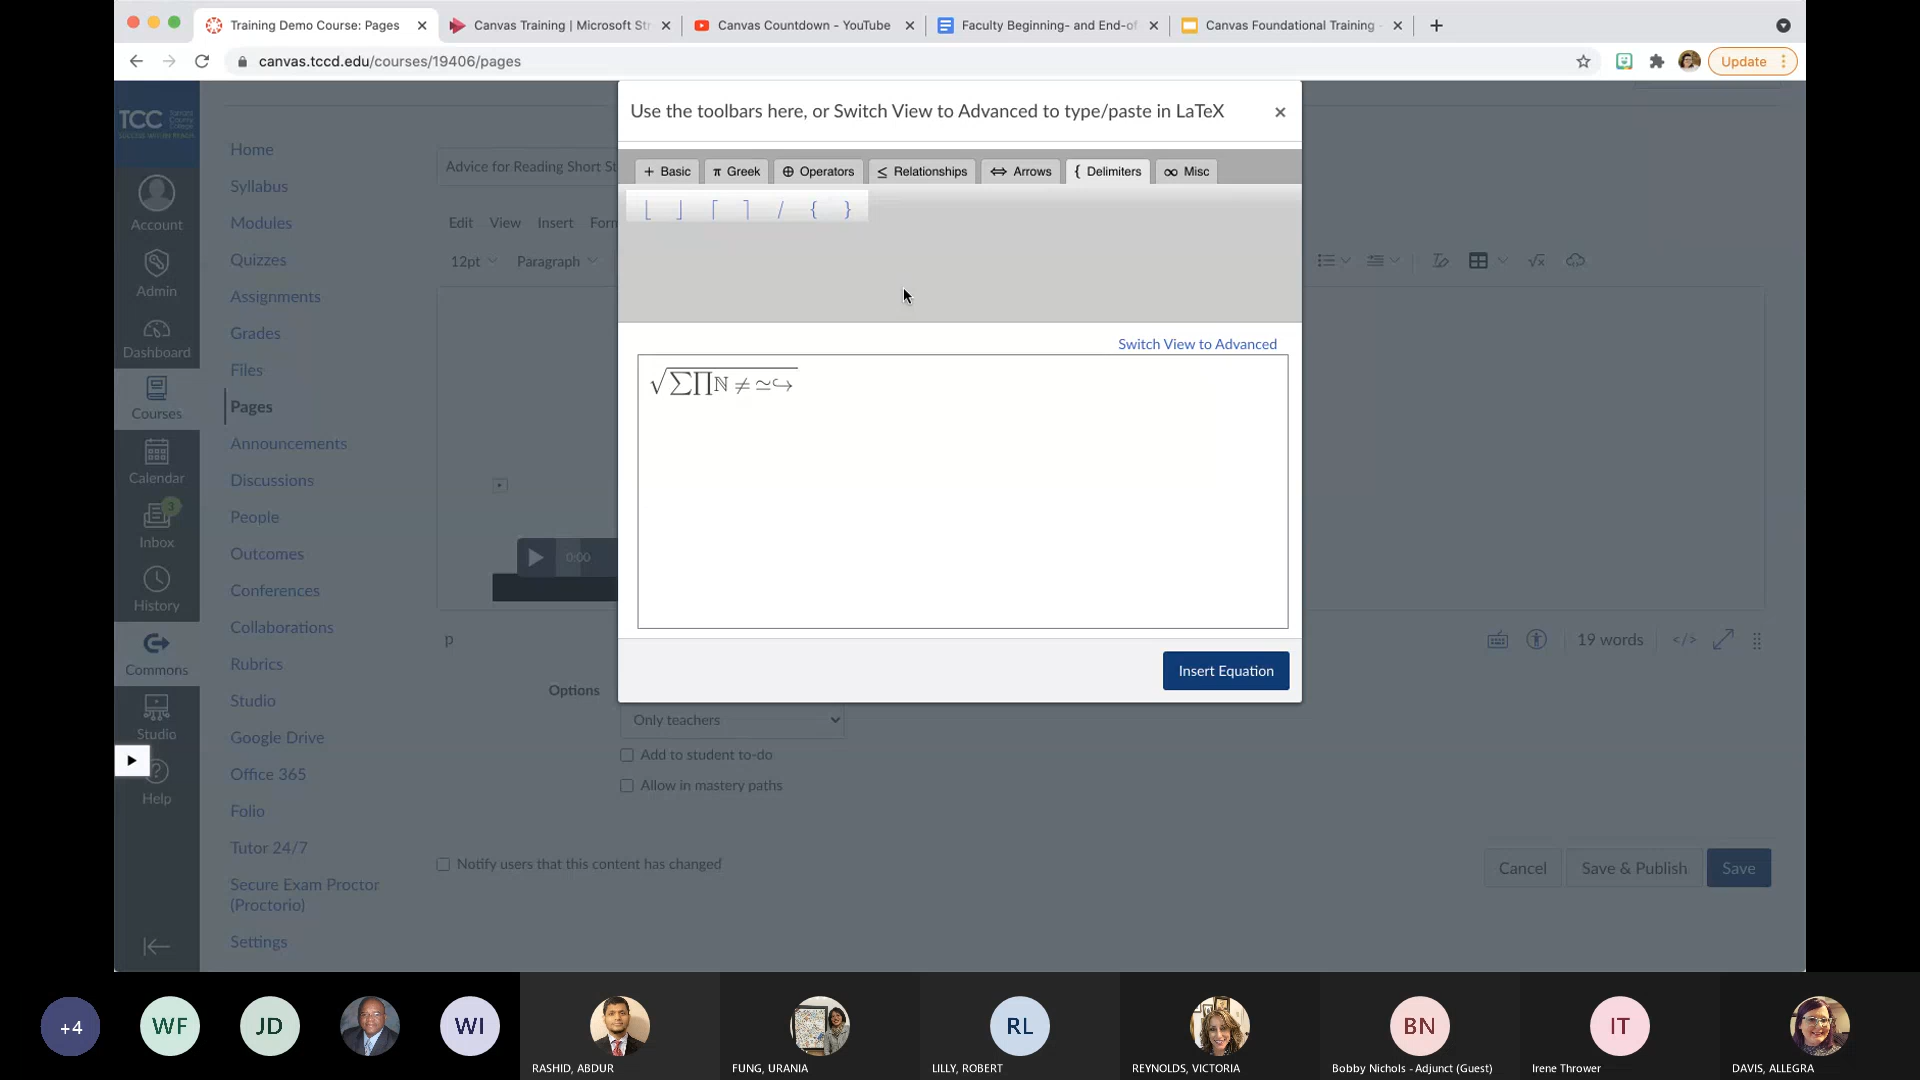 Training Demo Course: Pages
Canvas Training | Microsoft Str
Canvas Countdown - YouTube
Faculty Beginning- and End-of
Canvas Foundational Training -
canvas.tccd.edu/courses/19406/pages
Update
TCC
Use the toolbars here, or Switch View to Advanced to type/paste in LaTeX
+ Basic
π Greek
⊕ Operators
≤ Relationships
⇔ Arrows
{ Delimiters
∞ Misc
⌊ ⌋ ⌈ ⌉ / { }
Switch View to Advanced
√∑∏ℕ ≠ ≃↪
Insert Equation
Account
Admin
Dashboard
Courses
Calendar
3
Inbox
History
Commons
Studio
Help
Home
Syllabus
Modules
Quizzes
Assignments
Grades
Files
Pages
Announcements
Discussions
People
Outcomes
Conferences
Collaborations
Rubrics
Studio
Google Drive
Office 365
Folio
Tutor 24/7
Secure Exam Proctor
(Proctorio)
Settings
Advice for Reading Short St
Edit View Insert Form
12pt Paragraph
0:00
p
19 words
</>
Options
Only teachers
Add to student to-do
Allow in mastery paths
Notify users that this content has changed
Cancel
Save & Publish
Save
+4
WF
JD
WI
RL
BN
IT
RASHID, ABDUR
FUNG, URANIA
LILLY, ROBERT
REYNOLDS, VICTORIA
Bobby Nichols - Adjunct (Guest)
Irene Thrower
DAVIS, ALLEGRA